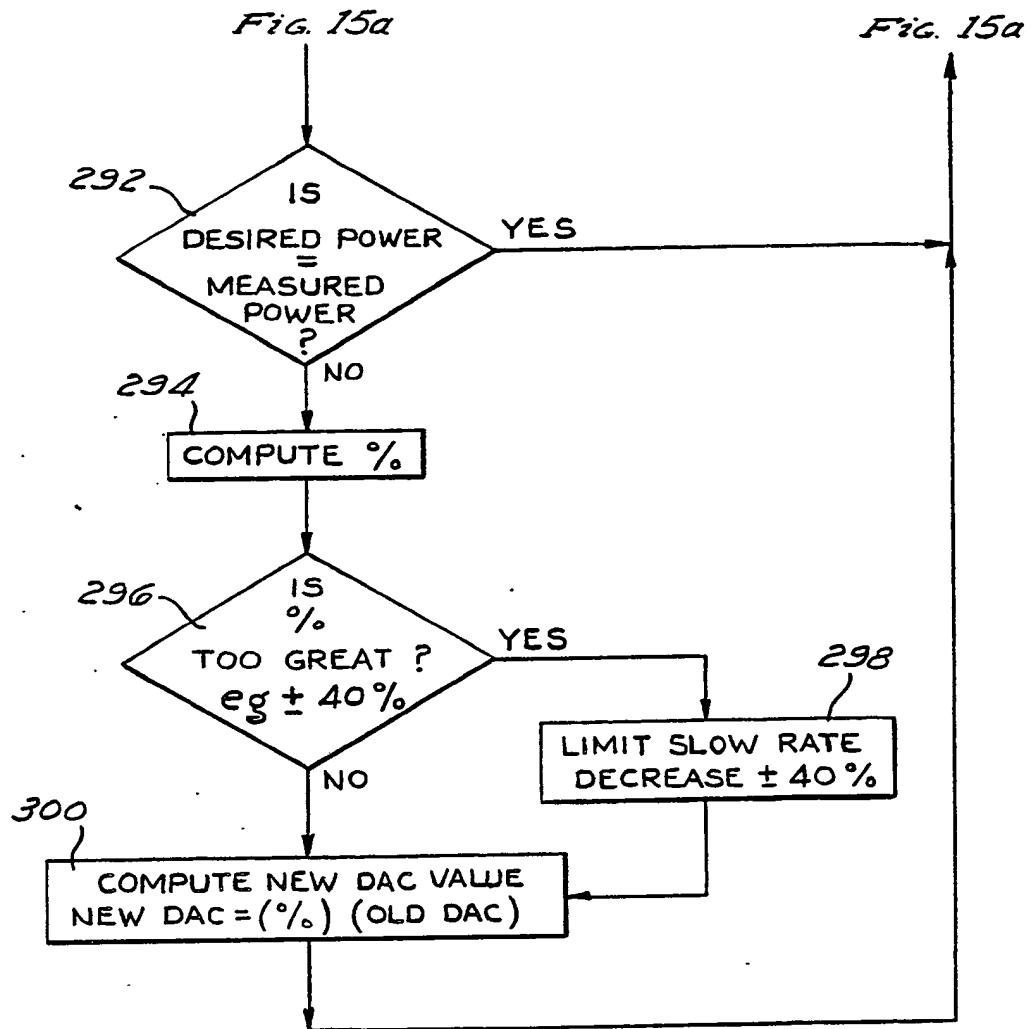 Fig. 15a
Fig. 15a
292
IS
DESIRED POWER
=
MEASURED
POWER
?
YES
NO
294
COMPUTE %
296
IS
%
TOO GREAT ?
eg ± 40%
YES
NO
298
LIMIT SLOW RATE
DECREASE ± 40%
300
COMPUTE NEW DAC VALUE
NEW DAC = (%) (OLD DAC)